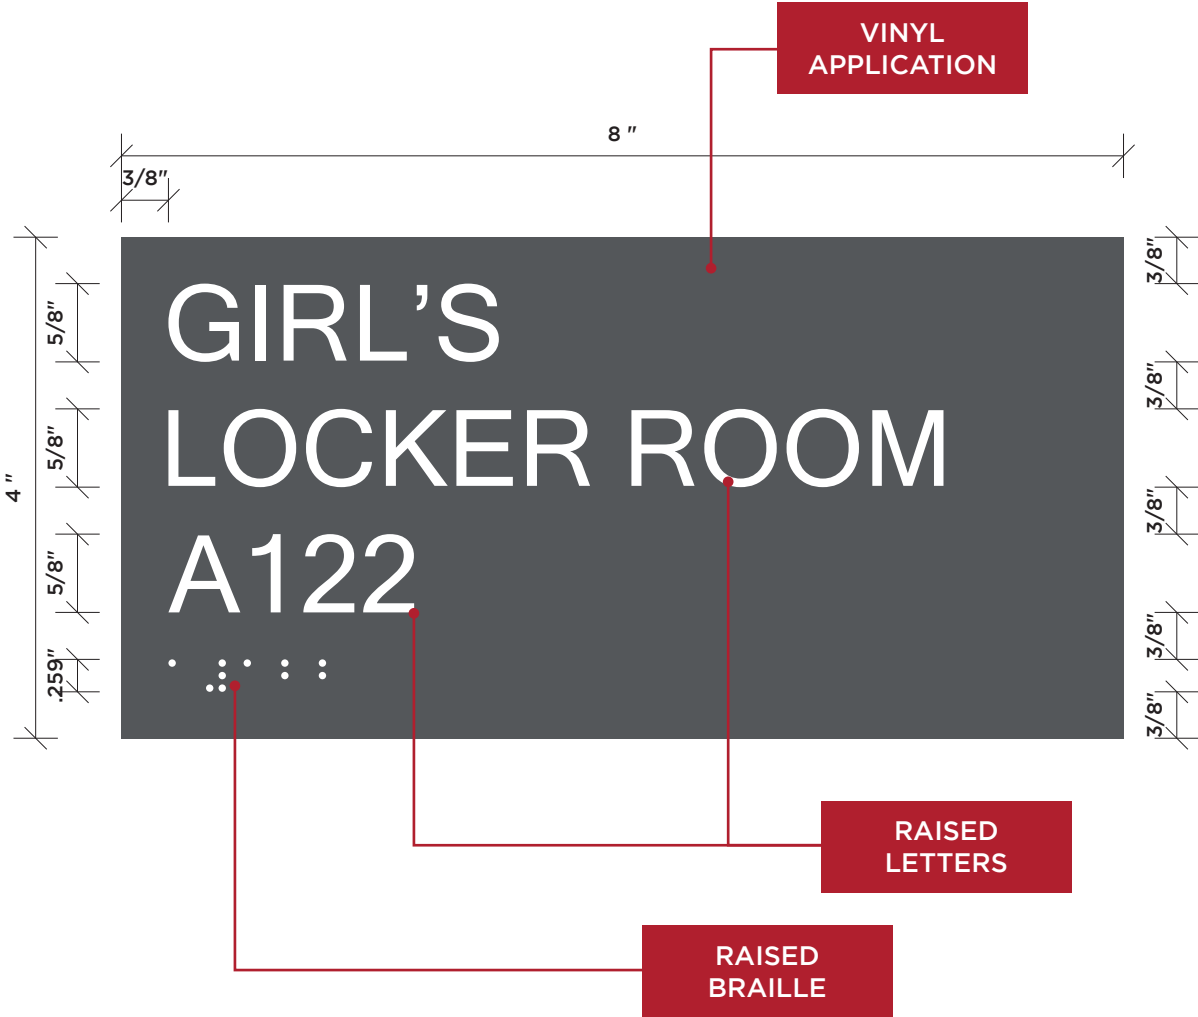 VINYL
APPLICATION
8 "
3/8"
3/8"
5/8"
GIRL’S
3/8"
4 "
5/8"
LOCKER ROOM
3/8"
5/8"
A122
3/8"
.259"
⠁ ⠼⠁⠃⠃
3/8"
RAISED
LETTERS
RAISED
BRAILLE